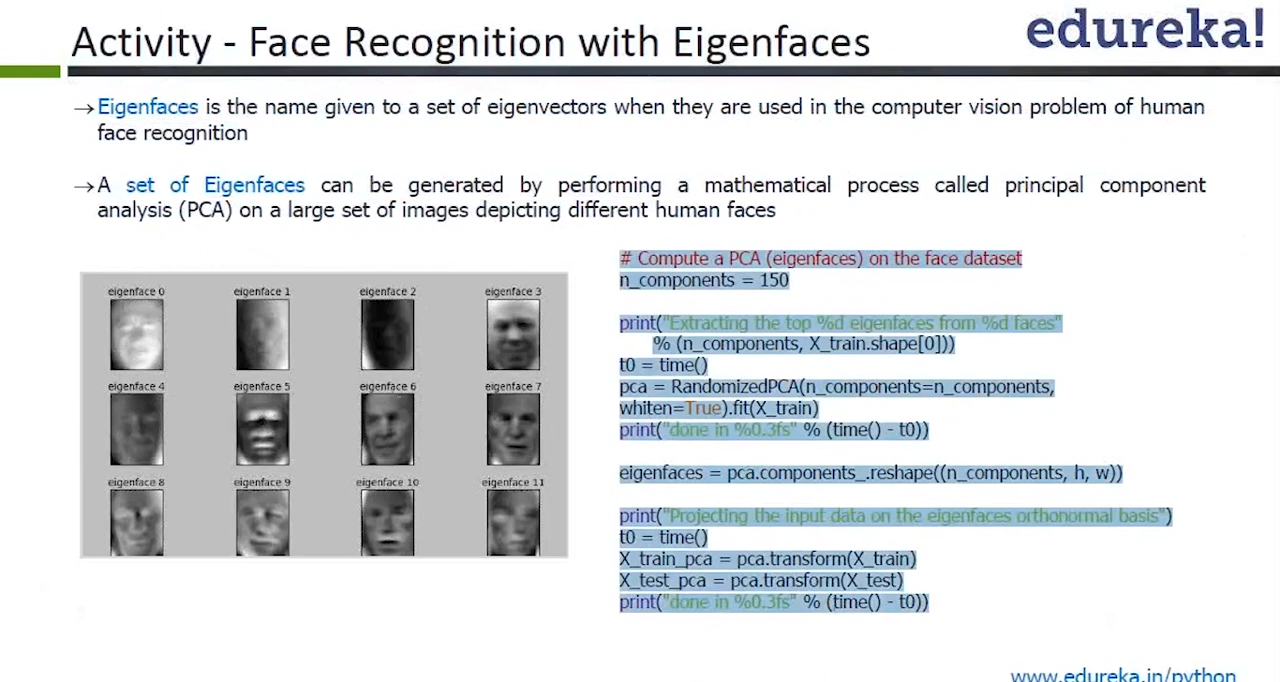 Activity - Face Recognition with Eigenfaces
edureka!
→Eigenfaces is the name given to a set of eigenvectors when they are used in the computer vision problem of human
face recognition
→A set of Eigenfaces can be generated by performing a mathematical process called principal component
analysis (PCA) on a large set of images depicting different human faces
eigenface 0 eigenface 1 eigenface 2 eigenface 3
eigenface 4 eigenface 5 eigenface 6 eigenface 7
eigenface 8 eigenface 9 eigenface 10 eigenface 11
# Compute a PCA (eigenfaces) on the face dataset
n_components = 150
print("Extracting the top %d eigenfaces from %d faces"
% (n_components, X_train.shape[0]))
t0 = time()
pca = RandomizedPCA(n_components=n_components,
whiten=True).fit(X_train)
print("done in %0.3fs" % (time() - t0))
eigenfaces = pca.components_.reshape((n_components, h, w))
print("Projecting the input data on the eigenfaces orthonormal basis")
t0 = time()
X_train_pca = pca.transform(X_train)
X_test_pca = pca.transform(X_test)
print("done in %0.3fs" % (time() - t0))
www.edureka.in/python